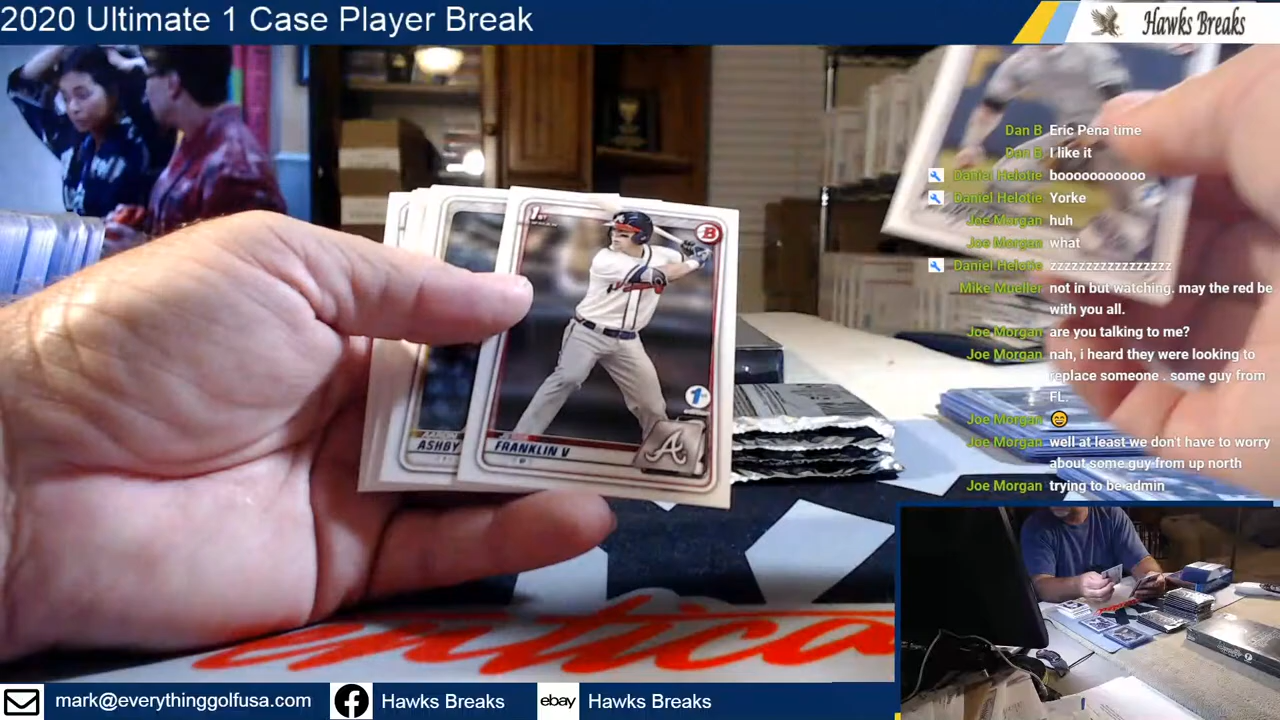 2020 Ultimate 1 Case Player Break
Hawks Breaks
Dan B Eric Pena time
Dan B I like it
Daniel Helotie booooooooooo
Daniel Helotie Yorke
Joe Morgan huh
Joe Morgan what
Daniel Helotie zzzzzzzzzzzzzzzzz
Mike Mueller not in but watching. may the red be
with you all.
Joe Morgan are you talking to me?
Joe Morgan nah, i heard they were looking to
replace someone . some guy from
FL.
Joe Morgan 😄
Joe Morgan well at least we don't have to worry
about some guy from up north
Joe Morgan trying to be admin
1st
B
1st
A
AARON
ASHBY
FRANKLIN V
mark@everythinggolfusa.com
Hawks Breaks
ebay
Hawks Breaks